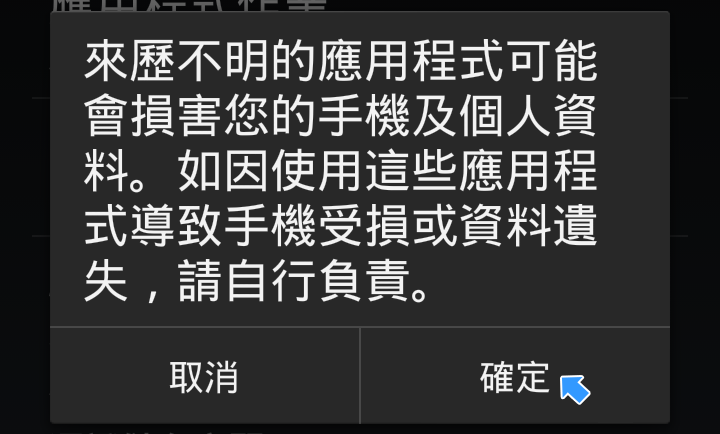 來歷不明的應用程式可能
會損害您的手機及個人資
料。如因使用這些應用程
式導致手機受損或資料遺
失，請自行負責。
取消
確定